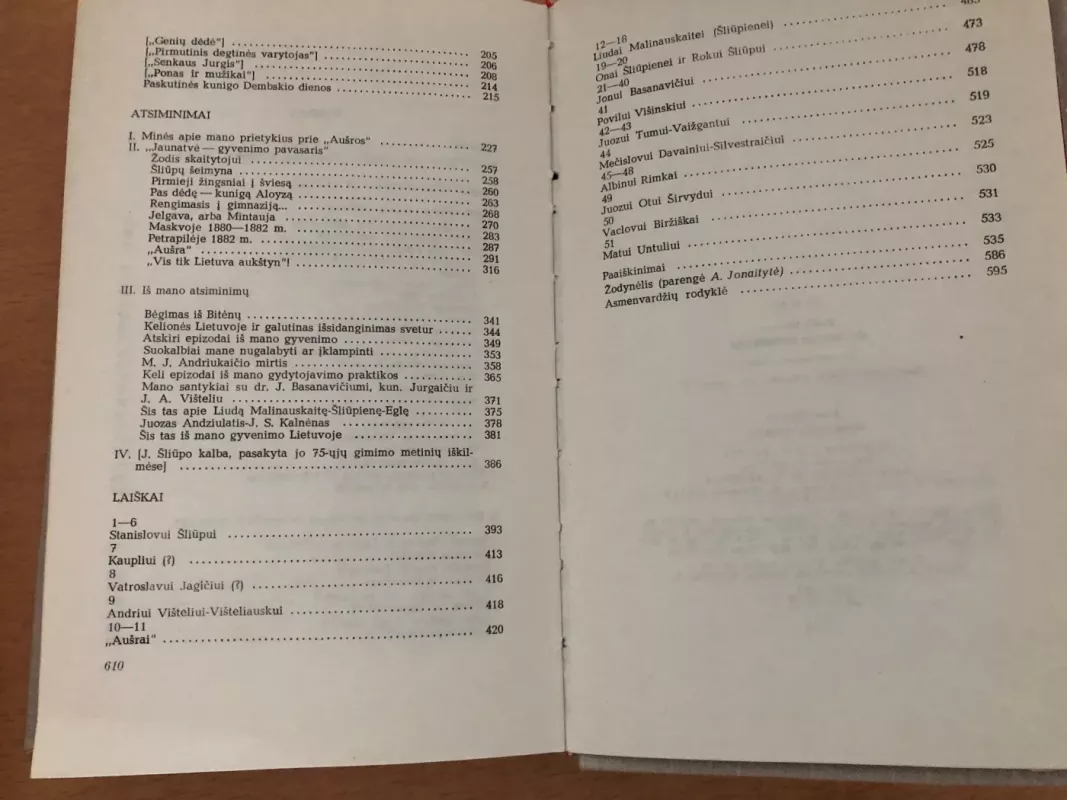 [„Genių dėdė"] 205
[„Pirmutinis degtinės varytojas"] 206
[„Senkaus Jurgis"] 208
[„Ponas ir mužikai"] 214
Paskutinės kunigo Dembskio dienos 215
ATSIMINIMAI
I. Minės apie mano prietykius prie „Aušros" 227
II. „Jaunatvė — gyvenimo pavasaris"
Žodis skaitytojui 257
Šliūpų šeimyna 258
Pirmieji žingsniai į šviesą 260
Pas dėdę — kunigą Aloyzą 263
Rengimasis į gimnaziją... 268
Jelgava, arba Mintauja 270
Maskvoje 1880—1882 m. 283
Petrapilėje 1882 m. 287
„Aušra" 291
„Vis tik Lietuva aukštyn"! 316
III. Iš mano atsiminimų
Bėgimas iš Bitėnų 341
Kelionės Lietuvoje ir galutinas išsidanginimas svetur 344
Atskiri epizodai iš mano gyvenimo 349
Suokalbiai mane nugalabyti ar įklampinti 353
M. J. Andriukaičio mirtis 358
Keli epizodai iš mano gydytojavimo praktikos 365
Mano santykiai su dr. J. Basanavičiumi, kun. Jurgaičiu ir
J. A. Višteliu 371
Šis tas apie Liudą Malinauskaitę-Šliūpienę-Eglę 375
Juozas Andziulatis-J. S. Kalnėnas 378
Šis tas iš mano gyvenimo Lietuvoje 381
IV. [J. Šliūpo kalba, pasakyta jo 75-ųjų gimimo metinių iškil-
mėse] 386
LAIŠKAI
1—6
Stanislovui Šliūpui 393
7
Kaupliui (?) 413
8
Vatroslavui Jagičiui (?) 416
9
Andriui Višteliui-Višteliauskui 418
10—11
„Aušrai" 420
610
12—18
Liudai Malinauskaitei (Šliūpienei)
19—20
Onai Šliūpienei ir Rokui Šliūpui 473
21—40
Jonui Basanavičiui 478
41
Povilui Višinskiui 518
42—43
Juozui Tumui-Vaižgantui 519
44
Mečislovui Davainiui-Silvestraičiui 523
45—48
Albinui Rimkai 525
49
Juozui Otui Širvydui 530
50
Vaclovui Biržiškai 531
51
Matui Untuliui 533
Paaiškinimai 535
Žodynėlis (parengė A. Jonaitytė) 586
Asmenvardžių rodyklė 595